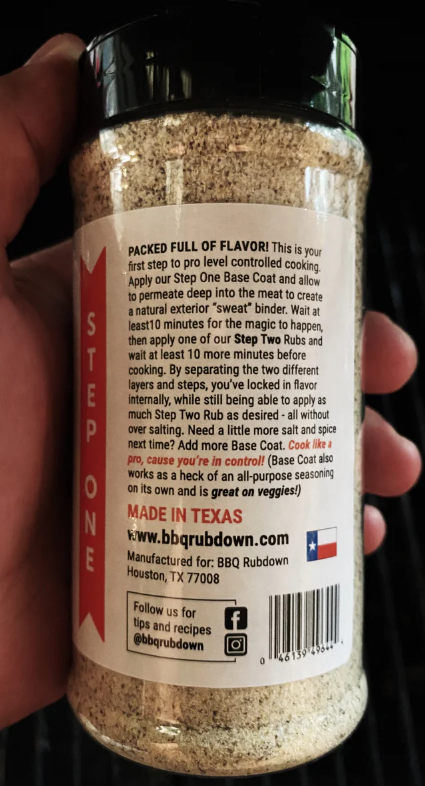 STEP ONE
PACKED FULL OF FLAVOR! This is your
first step to pro level controlled cooking.
Apply our Step One Base Coat and allow
to permeate deep into the meat to create
a natural exterior "sweat" binder. Wait at
least10 minutes for the magic to happen,
then apply one of our Step Two Rubs and
wait at least 10 more minutes before
cooking. By separating the two different
layers and steps, you've locked in flavor
internally, while still being able to apply as
much Step Two Rub as desired - all without
over salting. Need a little more salt and spice
next time? Add more Base Coat. Cook like a
pro, cause you're in control! (Base Coat also
works as a heck of an all-purpose seasoning
on its own and is great on veggies!)
MADE IN TEXAS
www.bbqrubdown.com
Manufactured for: BBQ Rubdown
Houston, TX 77008
Follow us for
tips and recipes
@bbqrubdown
0 46139 49644